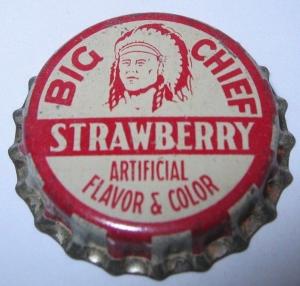 BIG CHIEF
STRAWBERRY
ARTIFICIAL
FLAVOR & COLOR